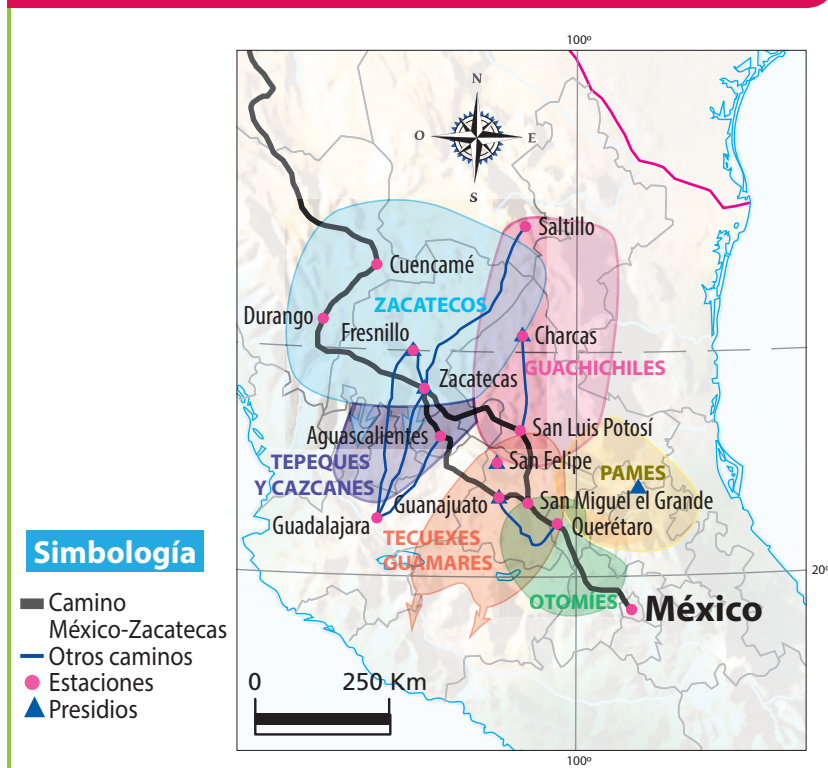 100º
N
O
E
S
Saltillo
Cuencamé
ZACATECOS
Durango
Fresnillo
Charcas
GUACHICHILES
Zacatecas
Aguascalientes
San Luis Potosí
San Felipe
TEPEQUES
Y CAZCANES
PAMES
Guanajuato
San Miguel el Grande
Guadalajara
Querétaro
TECUEXES
GUAMARES
20º
OTOMÍES
México
Simbología
Camino
México-Zacatecas
Otros caminos
Estaciones
Presidios
0
250 Km
100º